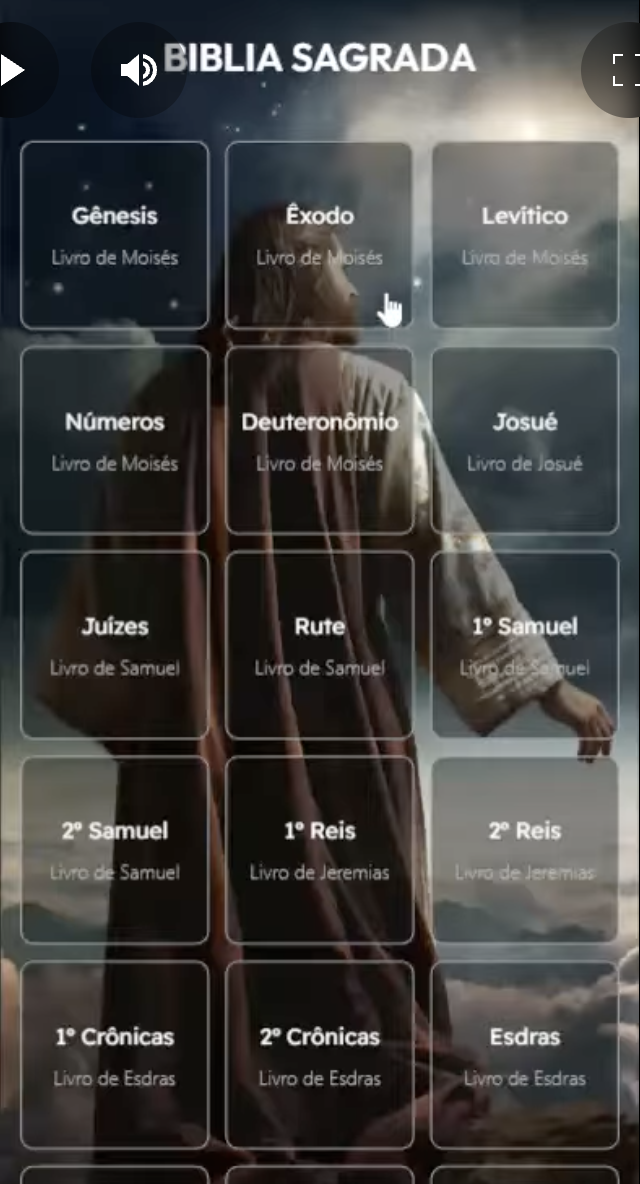 BIBLIA SAGRADA
Gênesis
Livro de Moisés
Êxodo
Livro de Moisés
Levítico
Livro de Moisés
Números
Livro de Moisés
Deuteronômio
Livro de Moisés
Josué
Livro de Josué
Juízes
Livro de Samuel
Rute
Livro de Samuel
1º Samuel
Livro de Samuel
2º Samuel
Livro de Samuel
1º Reis
Livro de Jeremias
2º Reis
Livro de Jeremias
1º Crônicas
Livro de Esdras
2º Crônicas
Livro de Esdras
Esdras
Livro de Esdras